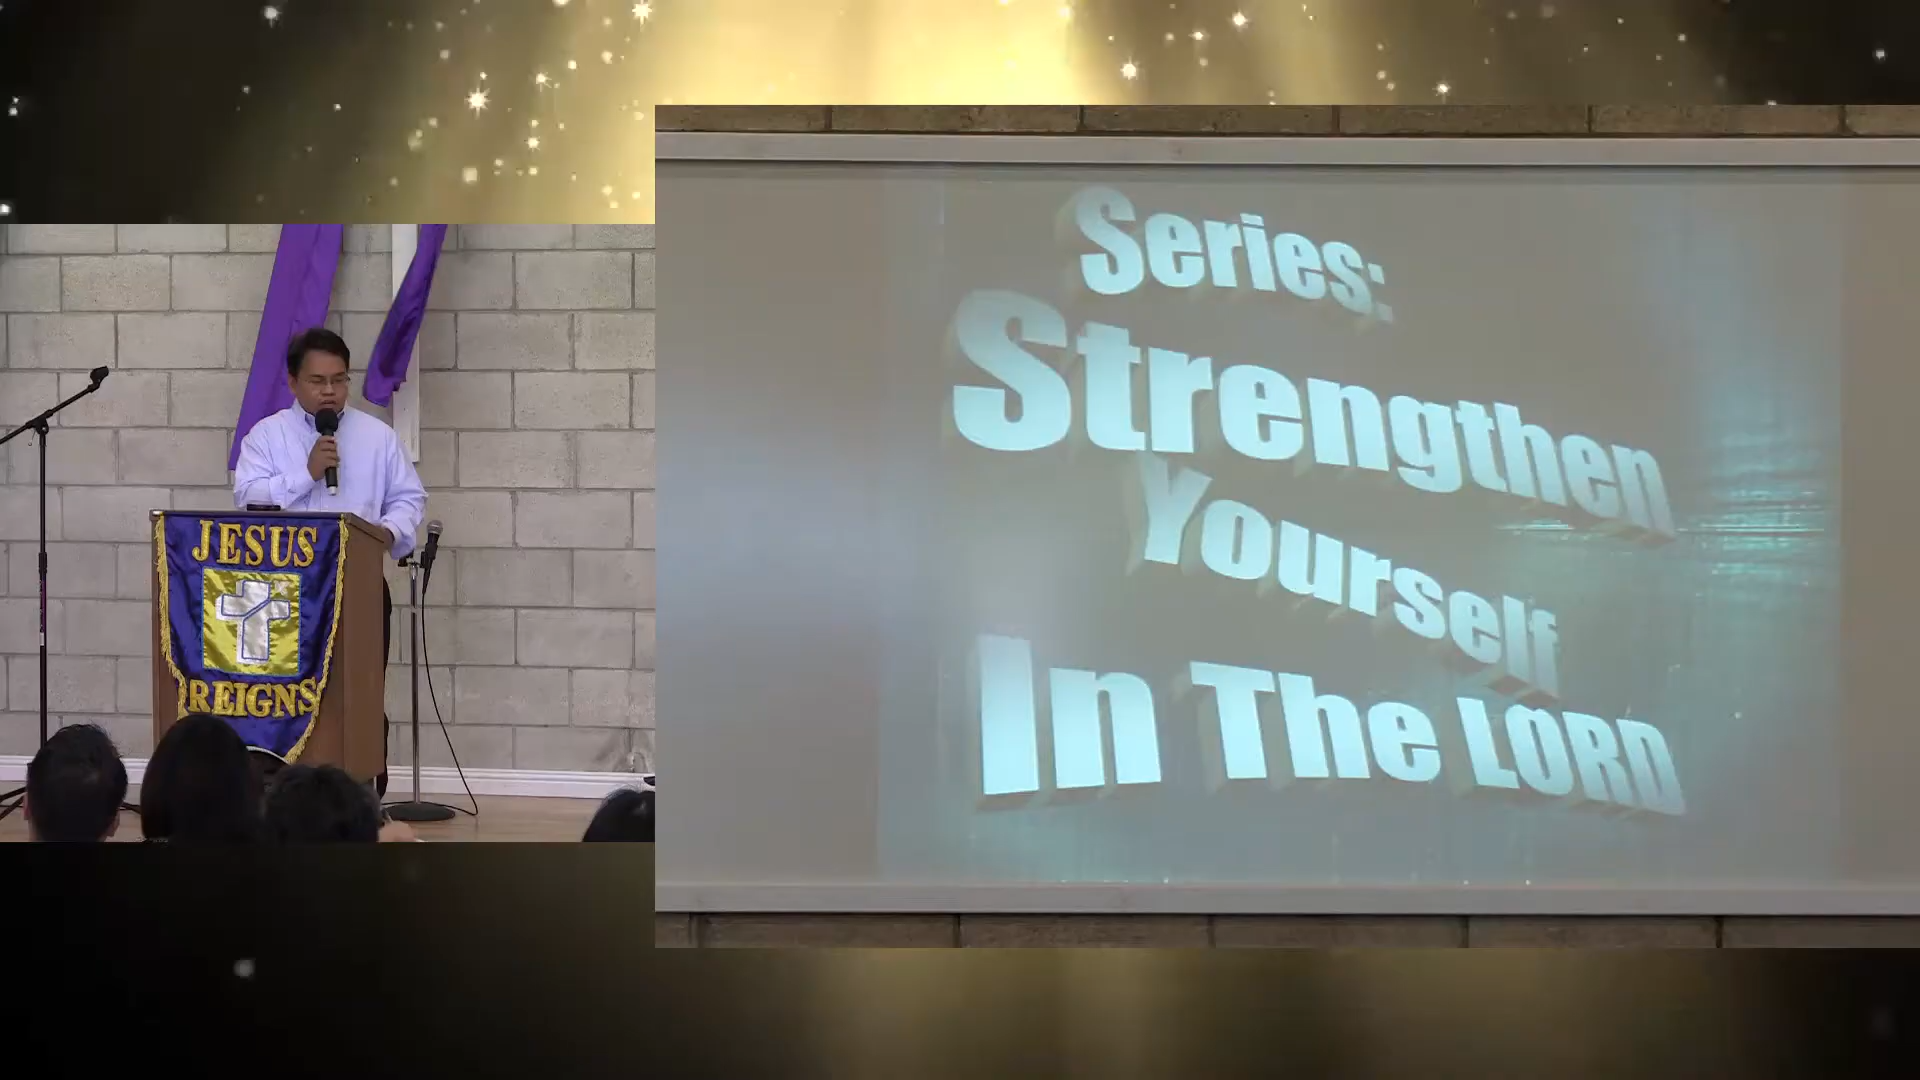 JESUS
REIGNS
Series:
Strengthen
Yourself
In The LORD